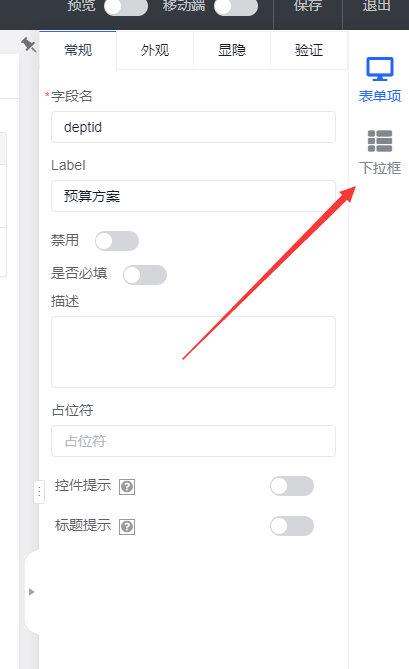 预览 移动端 保存 退出
常规 外观 显隐 验证
表单项
下拉框
*字段名
deptid
Label
预算方案
禁用
是否必填
描述
占位符
占位符
控件提示 ?
标题提示 ?